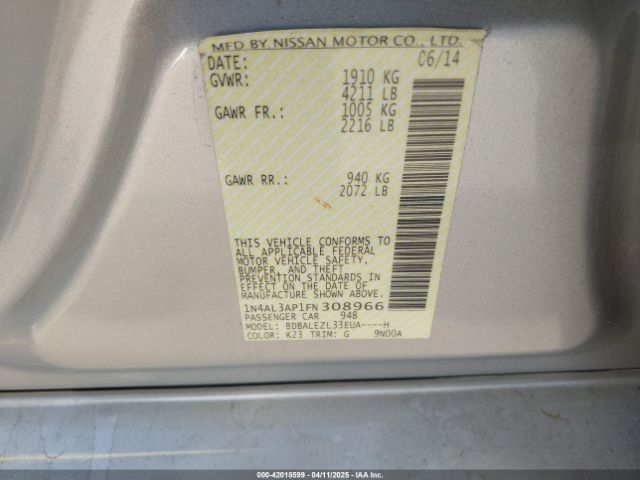 MFD BY NISSAN MOTOR CO., LTD.
DATE: 06/14
GVWR: 1910 KG
4211 LB
GAWR FR.: 1005 KG
2216 LB
GAWR RR.: 940 KG
2072 LB
THIS VEHICLE CONFORMS TO
ALL APPLICABLE FEDERAL
MOTOR VEHICLE SAFETY,
BUMPER, AND THEFT
PREVENTION STANDARDS
IN EFFECT ON THE DATE OF
MANUFACTURE SHOWN ABOVE.
1N4AL3AP1FN308966
PASSENGER CAR 948
MODEL: BDBALEZL33EUA----H
COLOR: K23 TRIM: G 9N00A
000-42018599 - 04/11/2025 - IAAI.COM